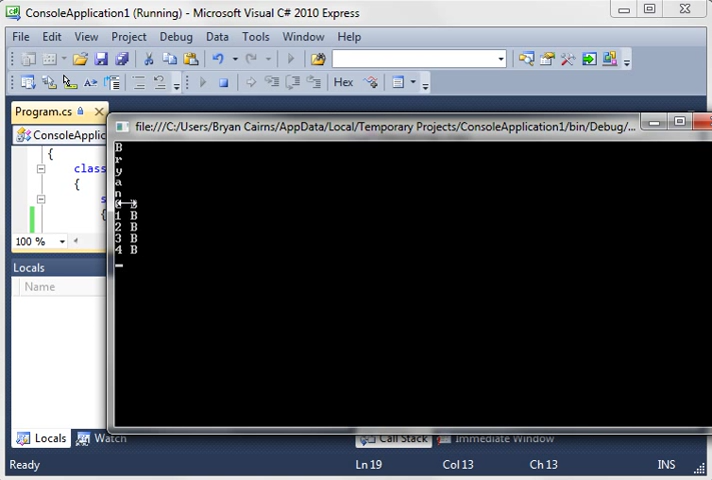 ConsoleApplication1 (Running) - Microsoft Visual C# 2010 Express
File Edit View Project Debug Data Tools Window Help
Hex
Program.cs
file:///C:/Users/Bryan Cairns/AppData/Local/Temporary Projects/ConsoleApplication1/bin/Debug/...
ConsoleApplic
{
class
{
s
{
B
r
y
a
n
1 B
2 B
3 B
4 B
100 %
Locals
Name
Locals Watch Call Stack Immediate Window
Ready Ln 19 Col 13 Ch 13 INS